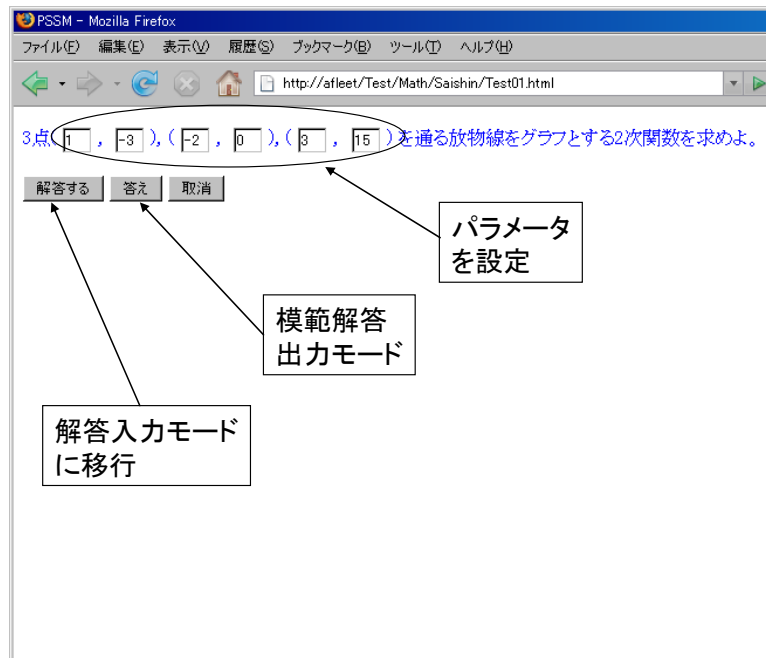 PSSM - Mozilla Firefox
ファイル(F) 編集(E) 表示(V) 履歴(S) ブックマーク(B) ツール(T) ヘルプ(H)
http://afleet/Test/Math/Saishin/Test01.html
3点( 1 , -3 ), ( -2 , 0 ), ( 3 , 15 )を通る放物線をグラフとする2次関数を求めよ。
解答する 答え 取消
パラメータ
を設定
模範解答
出力モード
解答入力モード
に移行